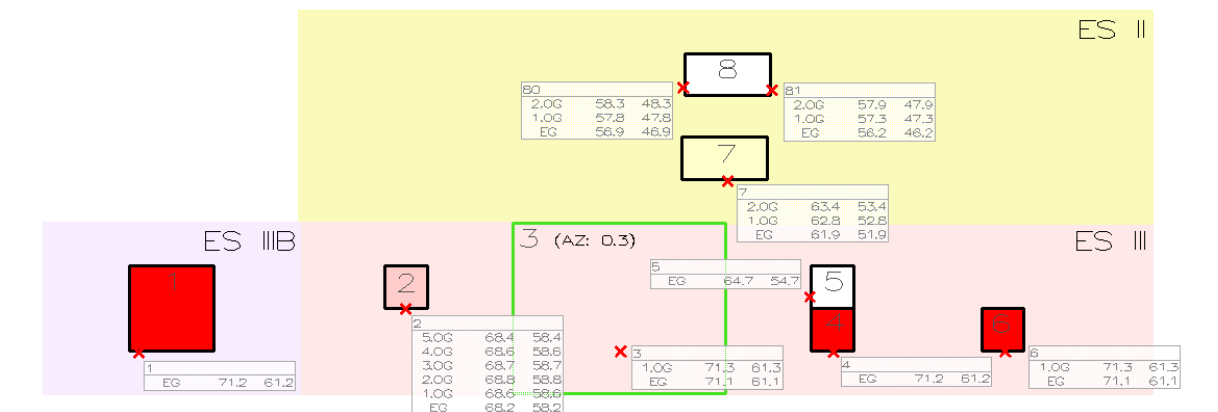 ES II
8
80
2.OG 58.3 48.3
1.OG 57.8 47.8
EG 56.9 46.9
81
2.OG 57.9 47.9
1.OG 57.3 47.3
EG 56.2 46.2
7
7
2.OG 63.4 53.4
1.OG 62.8 52.8
EG 61.9 51.9
ES IIIB
3 (AZ: 0.3)
ES III
1
2
5
EG 64.7 54.7
5
4
6
1
EG 71.2 61.2
2
5.OG 68.4 58.4
4.OG 68.6 58.6
3.OG 68.7 58.7
2.OG 68.8 58.8
1.OG 68.6 58.6
EG 68.2 58.2
3
1.OG 71.3 61.3
EG 71.1 61.1
4
EG 71.2 61.2
6
1.OG 71.3 61.3
EG 71.1 61.1